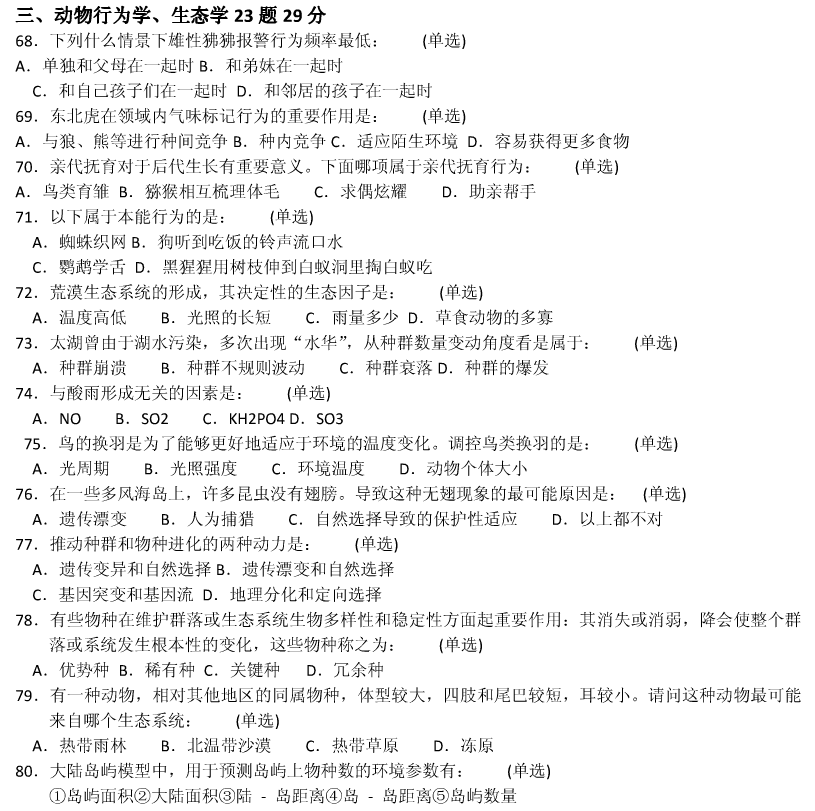 三、动物行为学、生态学 23 题 29 分
68．下列什么情景下雄性狒狒报警行为频率最低： (单选)
A．单独和父母在一起时 B．和弟妹在一起时
C．和自己孩子们在一起时 D．和邻居的孩子在一起时
69．东北虎在领域内气味标记行为的重要作用是： (单选)
A．与狼、熊等进行种间竞争 B．种内竞争 C．适应陌生环境 D．容易获得更多食物
70．亲代抚育对于后代生长有重要意义。下面哪项属于亲代抚育行为： (单选)
A．鸟类育雏 B．猕猴相互梳理体毛 C．求偶炫耀 D．助亲帮手
71．以下属于本能行为的是： (单选)
A．蜘蛛织网 B．狗听到吃饭的铃声流口水
C．鹦鹉学舌 D．黑猩猩用树枝伸到白蚁洞里掏白蚁吃
72．荒漠生态系统的形成，其决定性的生态因子是： (单选)
A．温度高低 B．光照的长短 C．雨量多少 D．草食动物的多寡
73．太湖曾由于湖水污染，多次出现“水华”，从种群数量变动角度看是属于： (单选)
A．种群崩溃 B．种群不规则波动 C．种群衰落 D．种群的爆发
74．与酸雨形成无关的因素是： (单选)
A．NO B．SO2 C．KH2PO4 D．SO3
75．鸟的换羽是为了能够更好地适应于环境的温度变化。调控鸟类换羽的是： (单选)
A．光周期 B．光照强度 C．环境温度 D．动物个体大小
76．在一些多风海岛上，许多昆虫没有翅膀。导致这种无翅现象的最可能原因是： (单选)
A．遗传漂变 B．人为捕猎 C．自然选择导致的保护性适应 D．以上都不对
77．推动种群和物种进化的两种动力是： (单选)
A．遗传变异和自然选择 B．遗传漂变和自然选择
C．基因突变和基因流 D．地理分化和定向选择
78．有些物种在维护群落或生态系统生物多样性和稳定性方面起重要作用：其消失或消弱，降会使整个群
落或系统发生根本性的变化，这些物种称之为： (单选)
A．优势种 B．稀有种 C．关键种 D．冗余种
79．有一种动物，相对其他地区的同属物种，体型较大，四肢和尾巴较短，耳较小。请问这种动物最可能
来自哪个生态系统： (单选)
A．热带雨林 B．北温带沙漠 C．热带草原 D．冻原
80．大陆岛屿模型中，用于预测岛屿上物种数的环境参数有： (单选)
①岛屿面积②大陆面积③陆 - 岛距离④岛 - 岛距离⑤岛屿数量